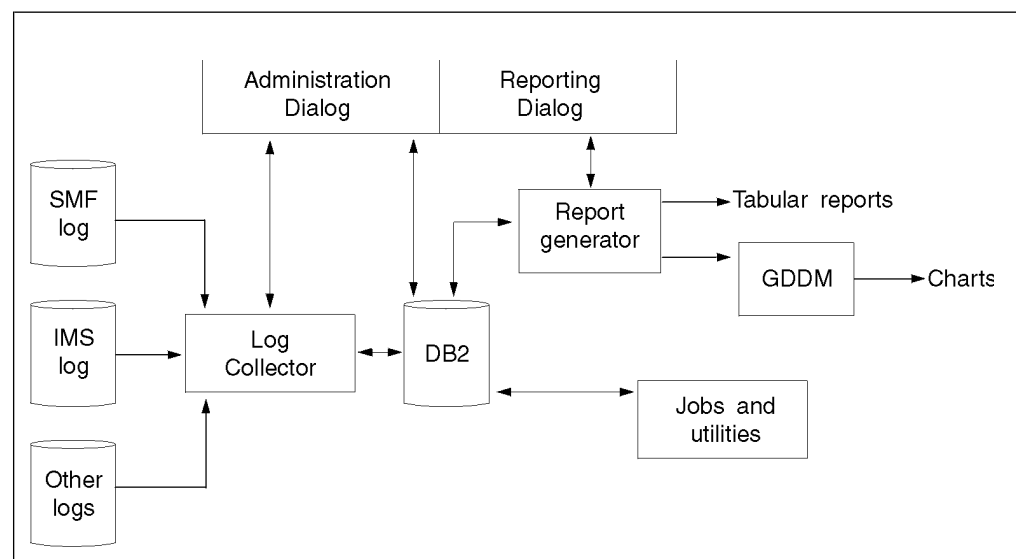 Administration
Dialog
Reporting
Dialog
SMF
log
Report
generator
Tabular reports
GDDM
Charts
IMS
log
Log
Collector
DB2
Jobs and
utilities
Other
logs